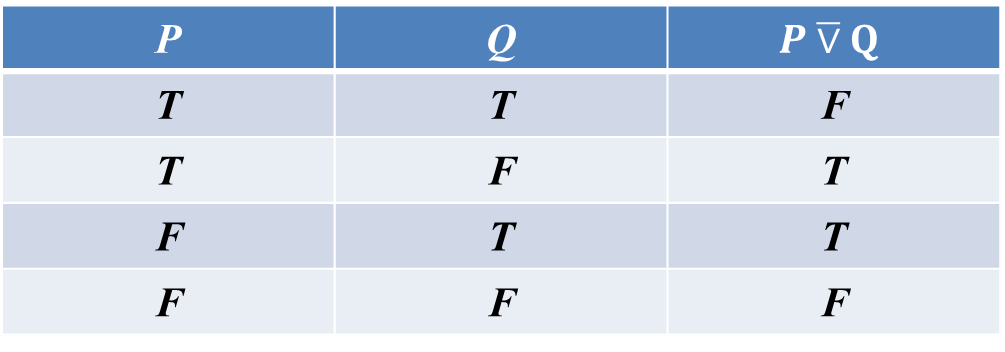 P Q P ⊽ Q
T T F
T F T
F T T
F F F